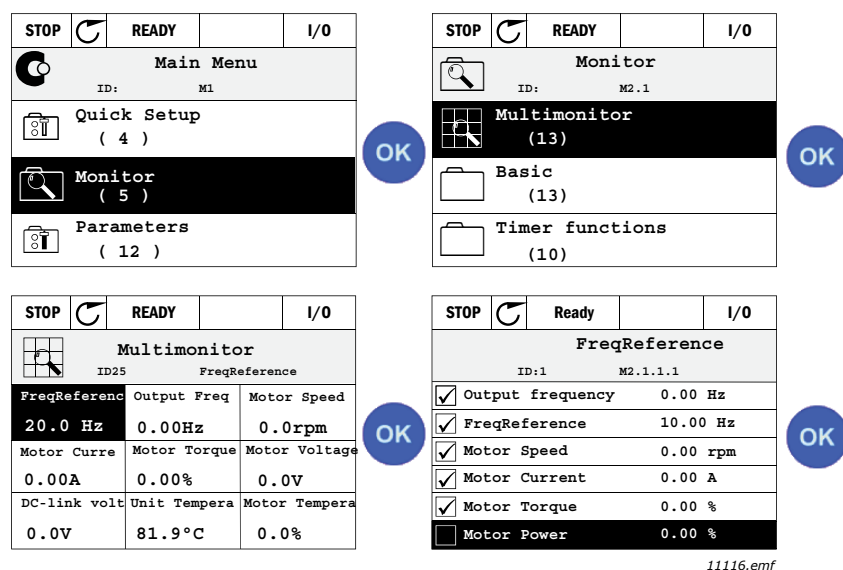 STOP READY I/O
Main Menu
ID: M1
Quick Setup
( 4 )
Monitor
( 5 )
Parameters
( 12 )
OK
STOP READY I/O
Monitor
ID: M2.1
Multimonitor
(13)
Basic
(13)
Timer functions
(10)
OK
STOP READY I/O
Multimonitor
ID25 FreqReference
FreqReferenc Output Freq Motor Speed
20.0 Hz 0.00Hz 0.0rpm
Motor Curre Motor Torque Motor Voltage
0.00A 0.00% 0.0V
DC-link volt Unit Tempera Motor Tempera
0.0V 81.9°C 0.0%
OK
STOP Ready I/O
FreqReference
ID:1 M2.1.1.1
Output frequency 0.00 Hz
FreqReference 10.00 Hz
Motor Speed 0.00 rpm
Motor Current 0.00 A
Motor Torque 0.00 %
Motor Power 0.00 %
OK
11116.emf